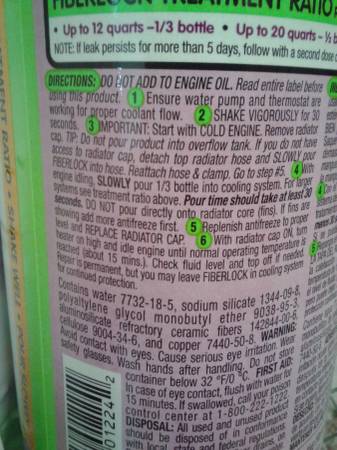 FIBERLOCK TREATMENT RATIO
• Up to 12 quarts –1/3 bottle • Up to 20 quarts –
NOTE: If leak persists for more than 5 days, follow with a second dose
DIRECTIONS: DO NOT ADD TO ENGINE OIL. Read entire label before
using this product. 1 Ensure water pump and thermostat are
working for proper coolant flow. 2 SHAKE VIGOROUSLY for 30
seconds. 3 IMPORTANT: Start with COLD ENGINE. Remove radiator
cap. TIP: Do not pour product into overflow tank. If you do not have
access to radiator cap, detach top radiator hose and SLOWLY pour
FIBERLOCK into hose. Reattach hose & clamp. Go to step #5. 4 With
engine idling, SLOWLY pour 1/3 bottle into cooling system. For larger
systems see treatment ratio above. Pour time should take at least 30
seconds. DO NOT pour directly onto radiator core (fins). If fins are
showing add more antifreeze first. 5 Replenish antifreeze to proper
level and REPLACE RADIATOR CAP. 6 With radiator cap ON, turn
heater on high and idle engine until normal operating temperature is
reached (about 15 mins.). Check fluid level and top off if needed.
Repair is permanent, but you may leave FIBERLOCK in cooling system
for continued protection.
Contains water 7732-18-5, sodium silicate 1344-09-8,
polyaltylene glycol monobutyl ether 9038-95-3,
aluminosilicate refractory ceramic fibers 142844-00-6,
cellulose 9004-34-6, and copper 7440-50-8. WARNING:
Avoid contact with eyes. Cause serious eye irritation. Wear
safety glasses. Wash hands after handling. Do not store
container below 32 °F/0 °C. FIRST AID:
In case of eye contact, flush with water for
15 minutes. If swallowed, call your poison
control center at 1-800-222-1222.
DISPOSAL: All used and unused product
should be disposed of in conformance
with local, state and federal regulations.
01224 2
TREATMENT RATIO • SHAKE WELL